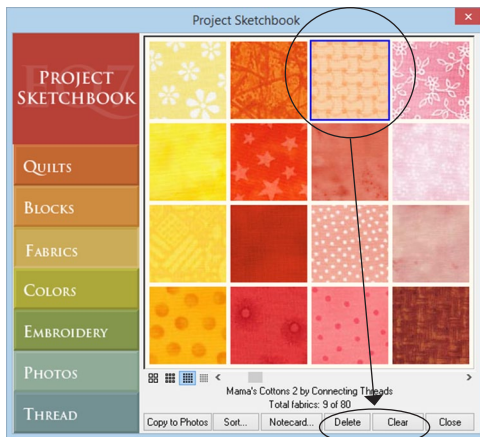 Project Sketchbook
x
EQ7
PROJECT
SKETCHBOOK
QUILTS
BLOCKS
FABRICS
COLORS
EMBROIDERY
PHOTOS
THREAD
Mama's Cottons 2 by Connecting Threads
Total fabrics: 9 of 80
Copy to Photos Sort... Notecard... Delete Clear Close